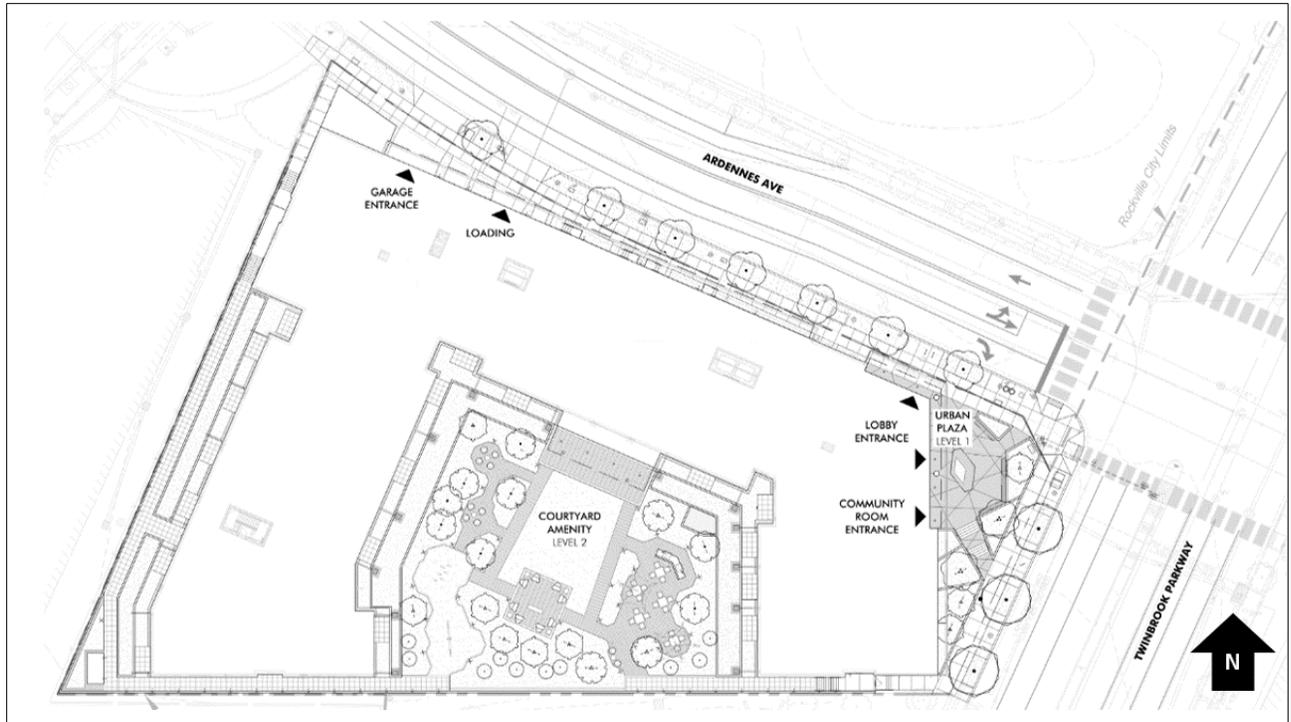 ARDENNES AVE
Rockville City Limits
GARAGE
ENTRANCE
LOADING
LOBBY
ENTRANCE
URBAN
PLAZA
LEVEL 1
COURTYARD
AMENITY
LEVEL 2
COMMUNITY
ROOM
ENTRANCE
TWINBROOK PARKWAY
N